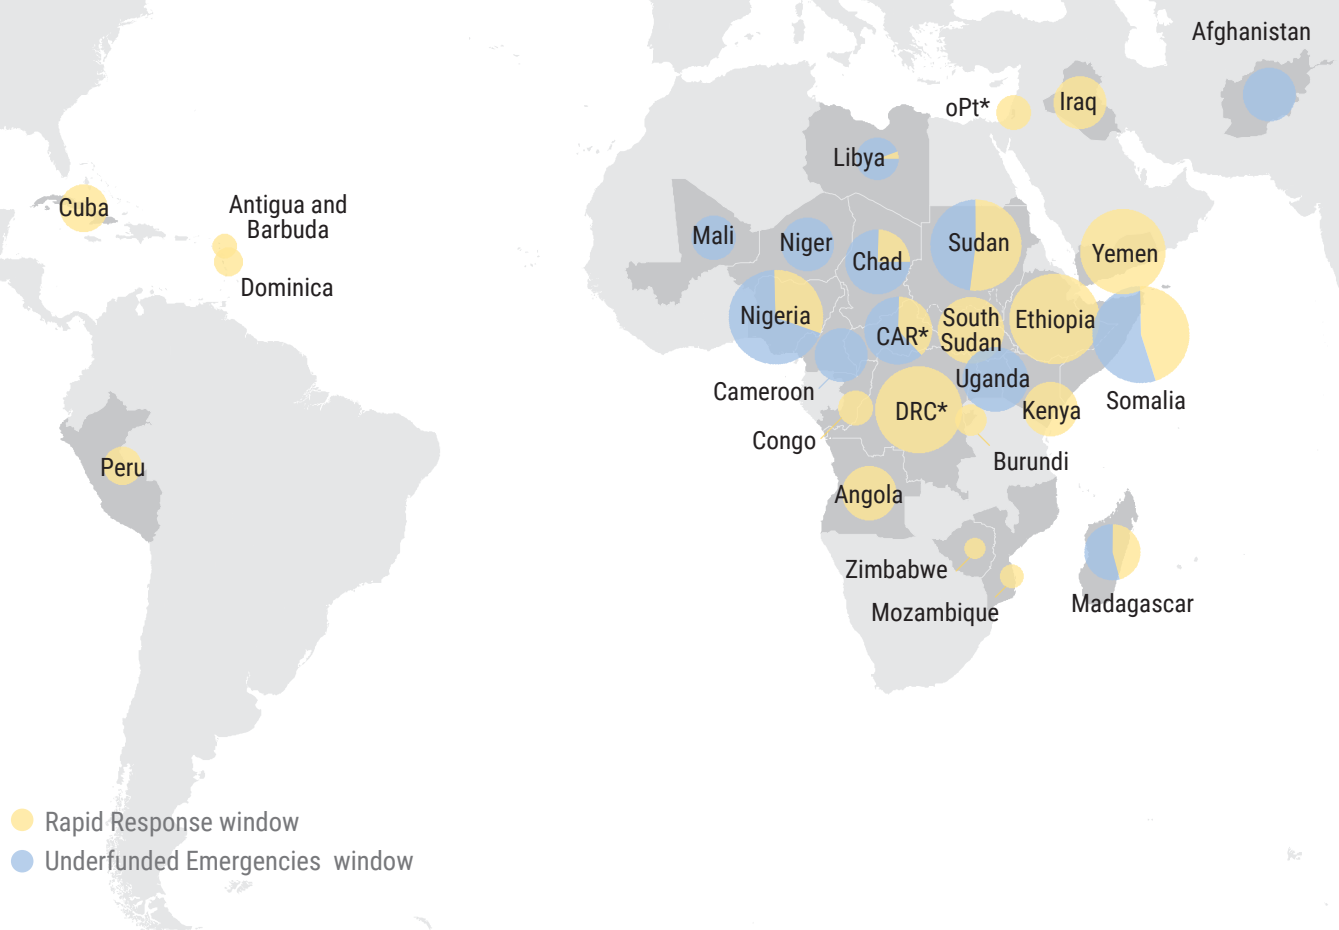 Afghanistan
oPt*
Iraq
Libya
Cuba
Antigua and
Barbuda
Dominica
Mali
Niger
Chad
Sudan
Yemen
Nigeria
CAR*
South
Sudan
Ethiopia
Cameroon
Uganda
Somalia
Congo
DRC*
Kenya
Burundi
Peru
Angola
Zimbabwe
Mozambique
Madagascar
Rapid Response window
Underfunded Emergencies window